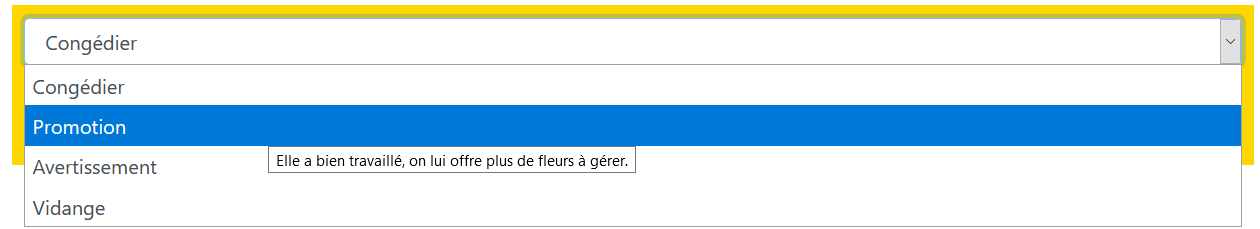 Congédier
Congédier
Promotion
Elle a bien travaillé, on lui offre plus de fleurs à gérer.
Avertissement
Vidange